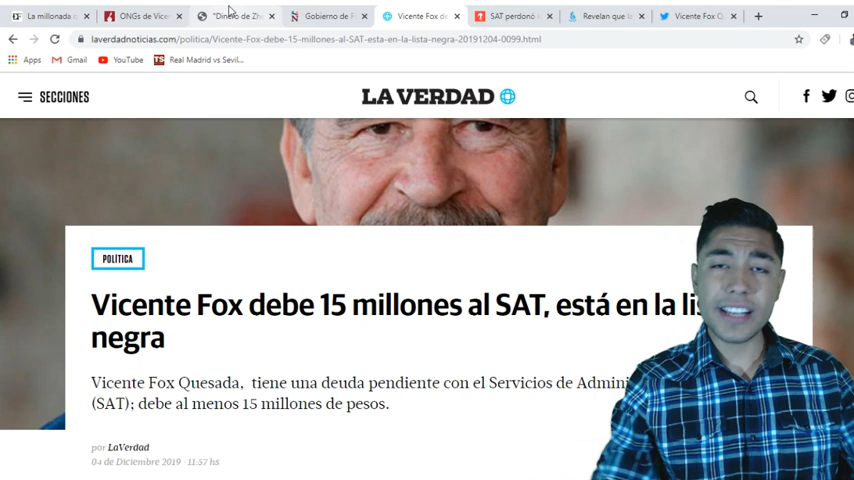 La millonada
ONGs de Vice
"Dinero de Zh
Gobierno de F
Vicente Fox de
SAT perdonó
Revelan que la
Vicente Fox Q
laverdadnoticias.com/politica/Vicente-Fox-debe-15-millones-al-SAT-esta-en-la-lista-negra-20191204-0099.html
Apps Gmail YouTube Real Madrid vs Sevil...
SECCIONES
LA VERDAD
POLÍTICA
Vicente Fox debe 15 millones al SAT, está en la lis
negra
Vicente Fox Quesada, tiene una deuda pendiente con el Servicios de Admini
(SAT); debe al menos 15 millones de pesos.
por LaVerdad
04 de Diciembre 2019 - 11:57 hs